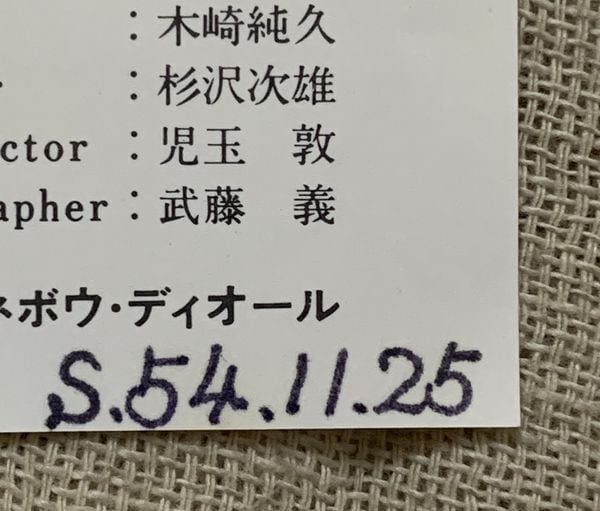 ：木崎純久
：杉沢次雄
ctor ：児玉　敦
apher：武藤　義
ネボウ・ディオール
S.54.11.25